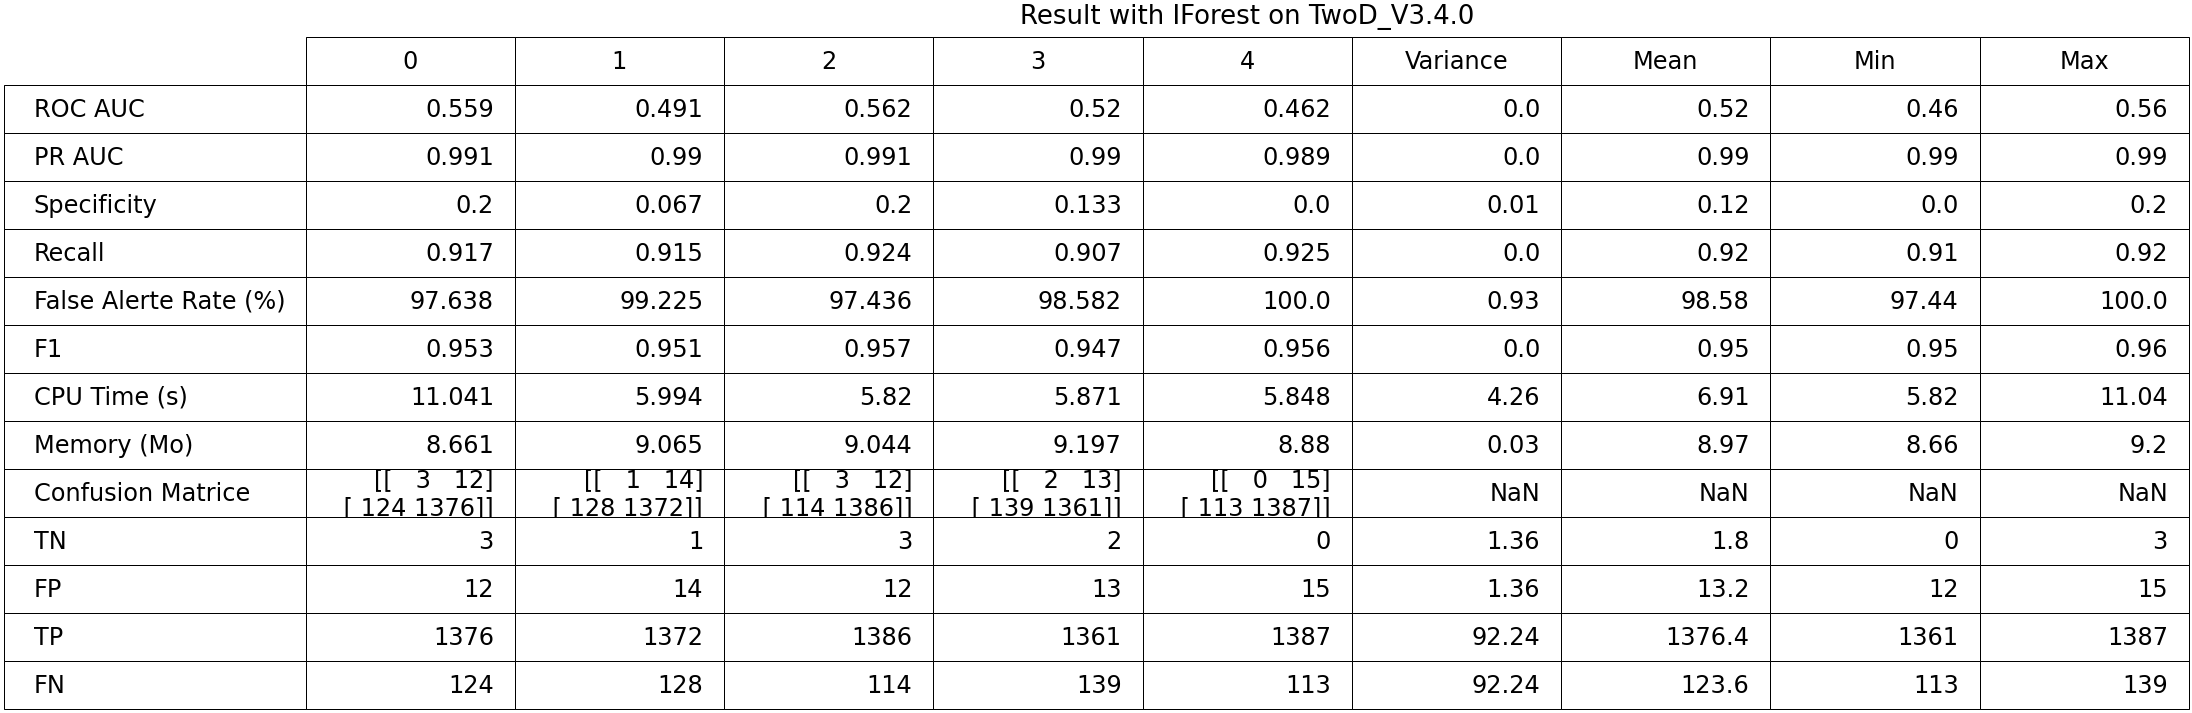 Result with IForest on TwoD_V3.4.0
0 1 2 3 4 Variance Mean Min Max
ROC AUC 0.559 0.491 0.562 0.52 0.462 0.0 0.52 0.46 0.56
PR AUC 0.991 0.99 0.991 0.99 0.989 0.0 0.99 0.99 0.99
Specificity 0.2 0.067 0.2 0.133 0.0 0.01 0.12 0.0 0.2
Recall 0.917 0.915 0.924 0.907 0.925 0.0 0.92 0.91 0.92
False Alerte Rate (%) 97.638 99.225 97.436 98.582 100.0 0.93 98.58 97.44 100.0
F1 0.953 0.951 0.957 0.947 0.956 0.0 0.95 0.95 0.96
CPU Time (s) 11.041 5.994 5.82 5.871 5.848 4.26 6.91 5.82 11.04
Memory (Mo) 8.661 9.065 9.044 9.197 8.88 0.03 8.97 8.66 9.2
[[ 3 12] [[ 1 14] [[ 3 12] [[ 2 13] [[ 0 15]
Confusion Matrice NaN NaN NaN NaN
[ 124 1376]] [ 128 1372]] [ 114 1386]] [ 139 1361]] [ 113 1387]]
TN 3 1 3 2 0 1.36 1.8 0 3
FP 12 14 12 13 15 1.36 13.2 12 15
TP 1376 1372 1386 1361 1387 92.24 1376.4 1361 1387
FN 124 128 114 139 113 92.24 123.6 113 139